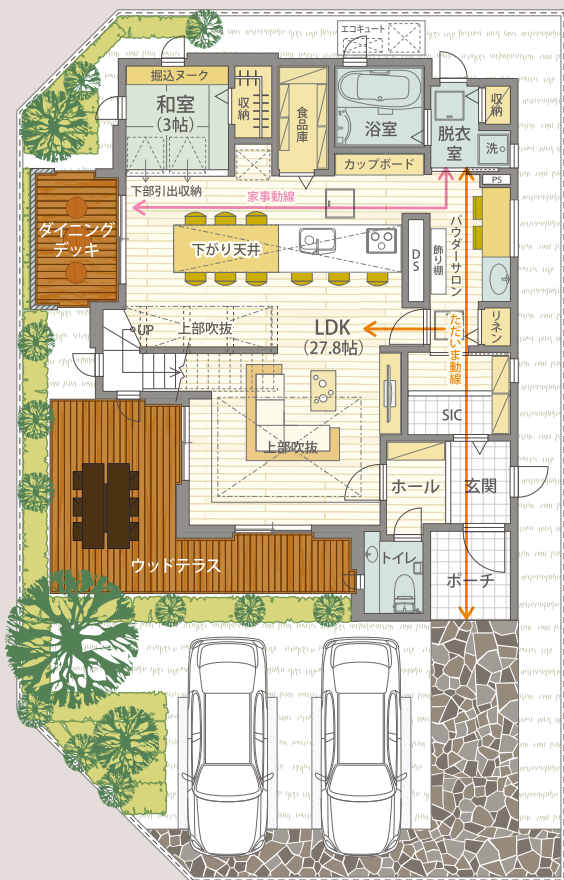 エコキュート
掘込ヌーク
和室
(3帖)
収納
食品庫
浴室
脱衣室
収納
洗
カップボード
PS
下部引出収納
家事動線
ダイニング
デッキ
下がり天井
DS
飾り棚
パウダーサロン
UP
上部吹抜
LDK
(27.8帖)
リネン
ただいま動線
SIC
上部吹抜
ホール
玄関
ウッドテラス
トイレ
ポーチ